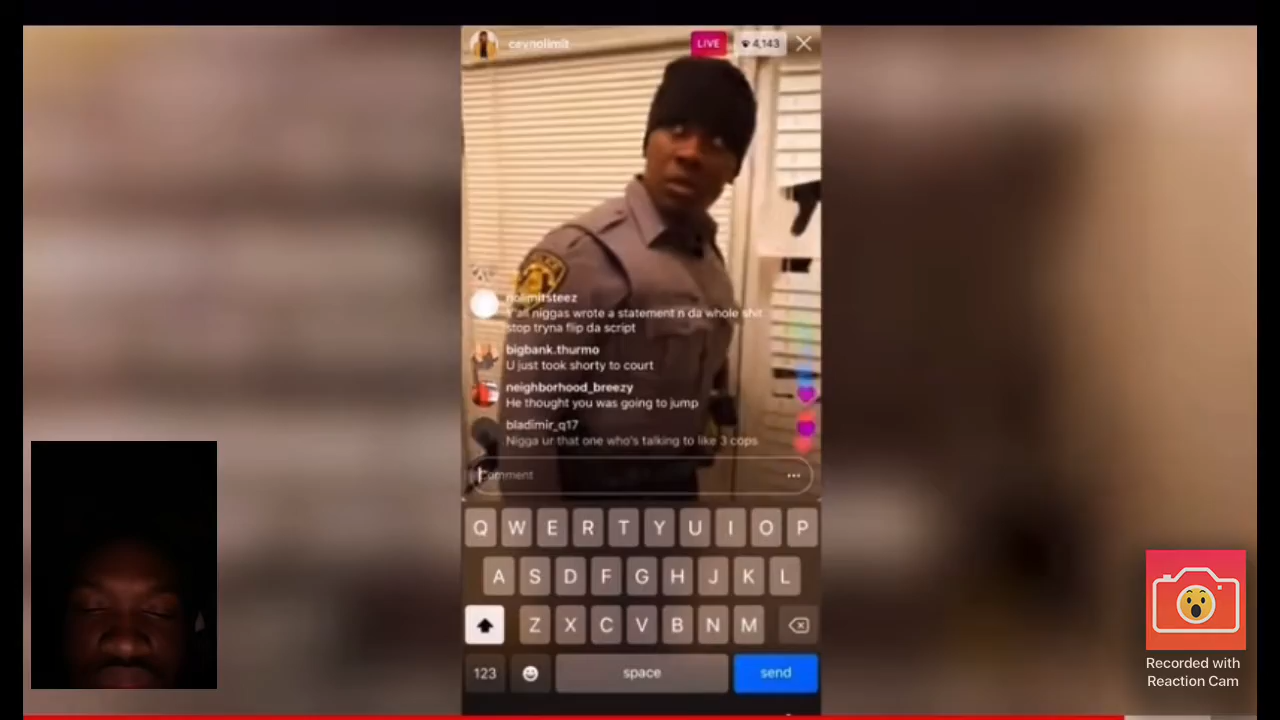 ceynolimit
LIVE
4,143
nolimitsteez
Y'all niggas wrote a statement n da whole shit
stop tryna flip da script
bigbank.thurmo
U just took shorty to court
neighborhood_breezy
He thought you was going to jump
bladimir_q17
Nigga ur that one who's talking to like 3 cops
Comment
Q W E R T Y U I O P
A S D F G H J K L
Z X C V B N M
123
space
send
Recorded with
Reaction Cam